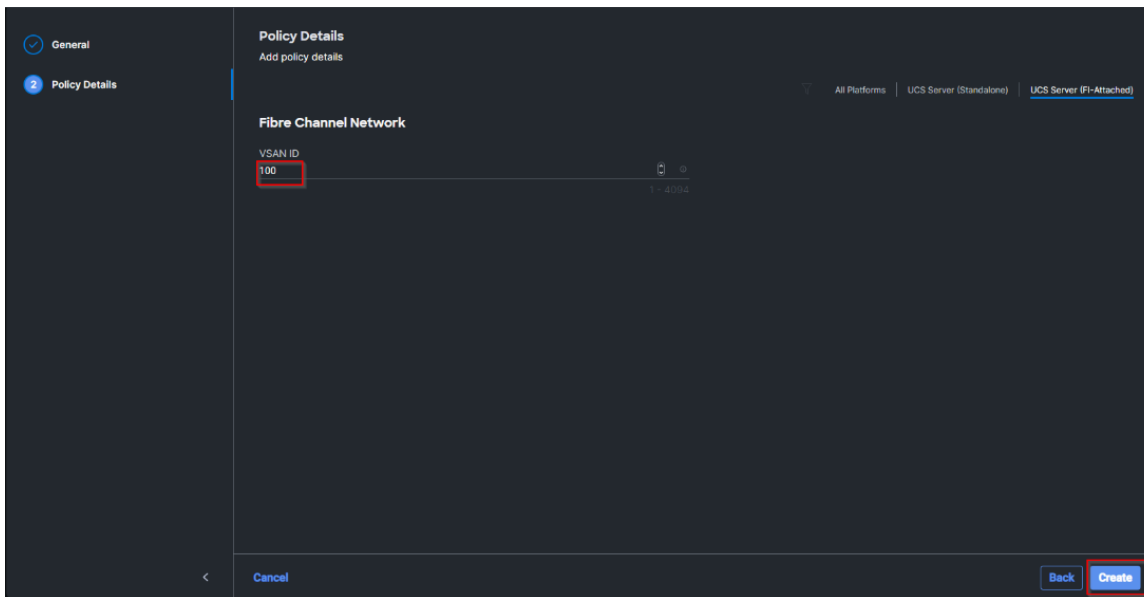 General
2 Policy Details
Policy Details
Add policy details
All Platforms | UCS Server (Standalone) | UCS Server (FI-Attached)
Fibre Channel Network
VSAN ID
100
1 - 4094
Cancel
Back
Create